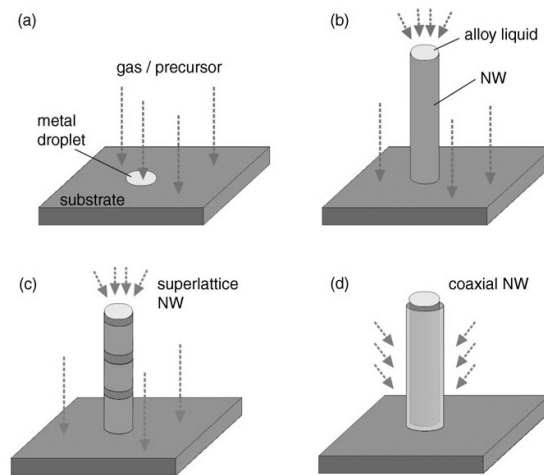 (a)
gas / precursor
metal
droplet
substrate
(b)
alloy liquid
NW
(c)
superlattice
NW
(d)
coaxial NW